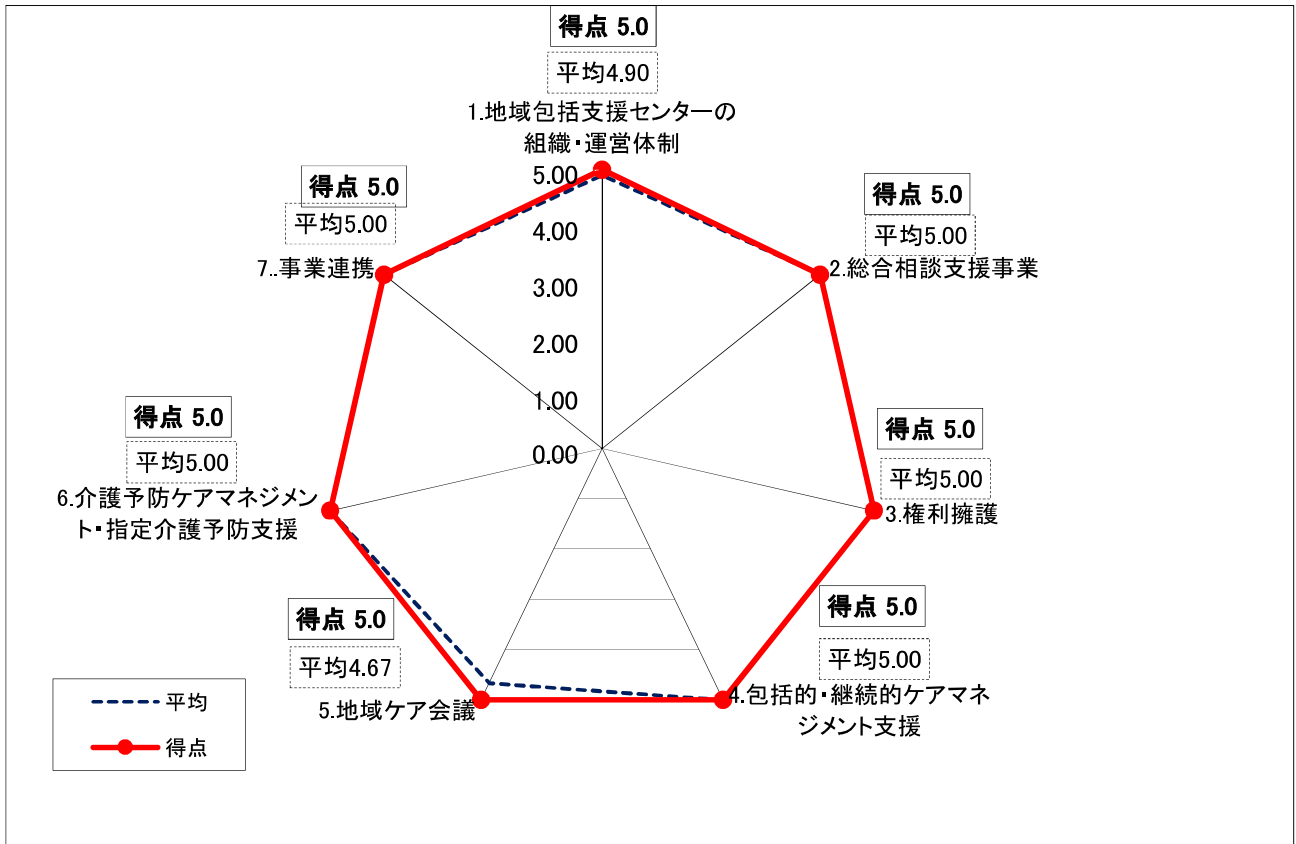 得点 5.0
平均4.90
1.地域包括支援センターの
組織・運営体制
得点 5.0
平均5.00
2.総合相談支援事業
得点 5.0
平均5.00
3.権利擁護
得点 5.0
平均5.00
4.包括的・継続的ケアマネ
ジメント支援
得点 5.0
平均4.67
5.地域ケア会議
得点 5.0
平均5.00
6.介護予防ケアマネジメン
ト・指定介護予防支援
得点 5.0
平均5.00
7..事業連携
5.00
4.00
3.00
2.00
1.00
0.00
平均
得点